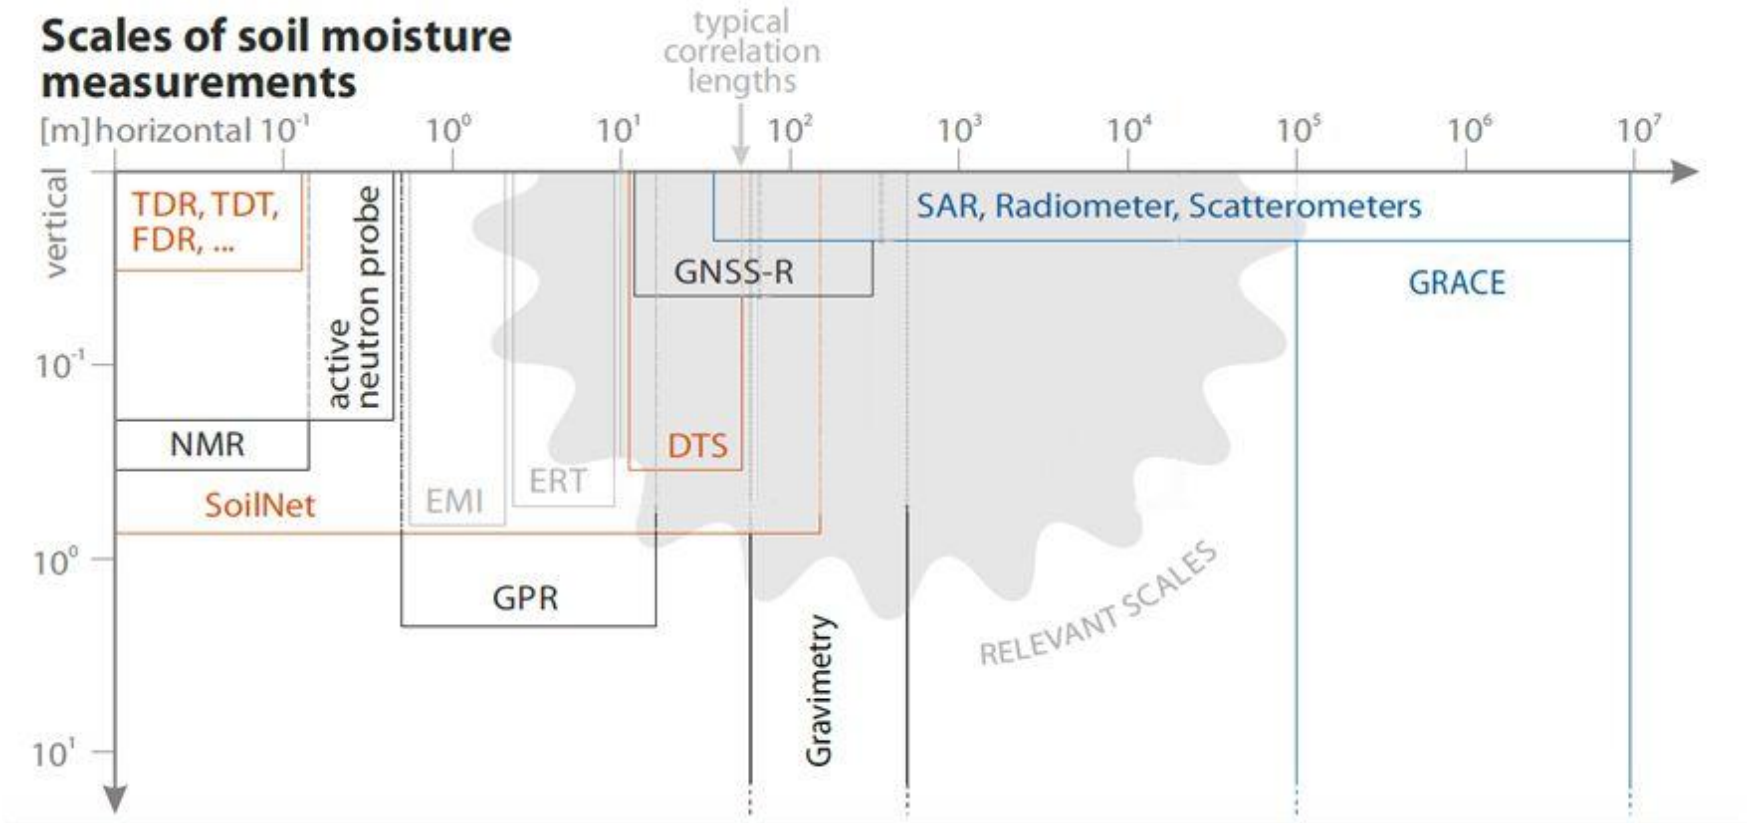 Scales of soil moisture
measurements
typical
correlation
lengths
[m] horizontal 10⁻¹ 10⁰ 10¹ 10² 10³ 10⁴ 10⁵ 10⁶ 10⁷
vertical
TDR, TDT,
FDR, ...
active
neutron probe
SAR, Radiometer, Scatterometers
GNSS-R
GRACE
10⁻¹
NMR
DTS
ERT
EMI
SoilNet
10⁰
GPR
RELEVANT SCALES
Gravimetry
10¹